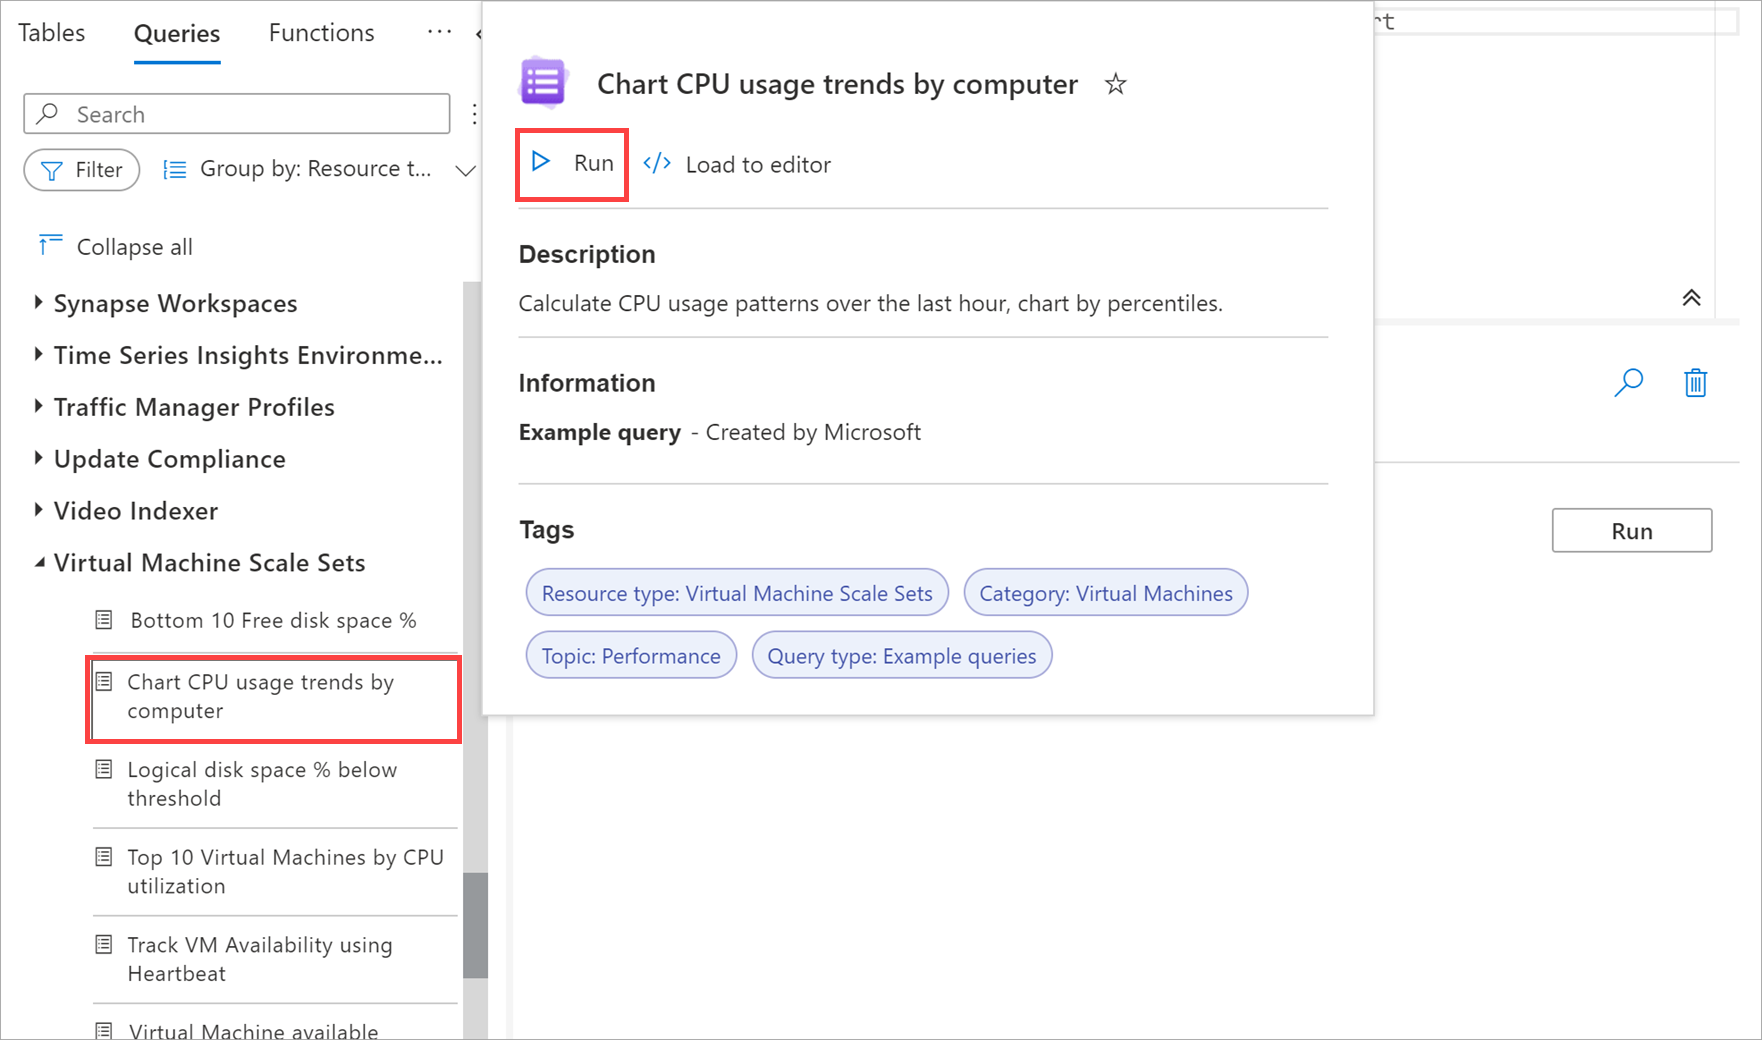 Tables
Queries
Functions
Search
Filter
Group by: Resource t...
Collapse all
Synapse Workspaces
Time Series Insights Environme...
Traffic Manager Profiles
Update Compliance
Video Indexer
Virtual Machine Scale Sets
Bottom 10 Free disk space %
Chart CPU usage trends by
computer
Logical disk space % below
threshold
Top 10 Virtual Machines by CPU
utilization
Track VM Availability using
Heartbeat
Virtual Machine available
Chart CPU usage trends by computer
Run
Load to editor
Description
Calculate CPU usage patterns over the last hour, chart by percentiles.
Information
Example query - Created by Microsoft
Tags
Resource type: Virtual Machine Scale Sets
Category: Virtual Machines
Topic: Performance
Query type: Example queries
Run